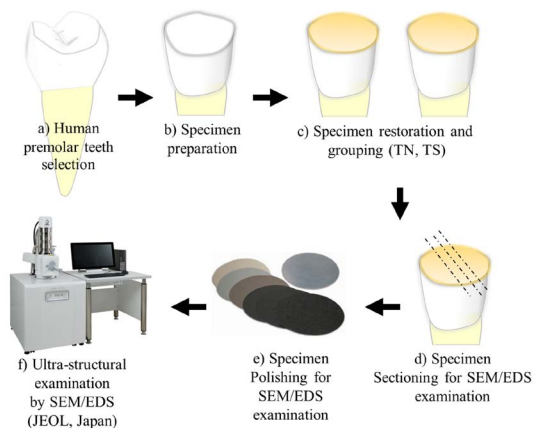 a) Human
premolar teeth
selection
b) Specimen
preparation
c) Specimen restoration and
grouping (TN, TS)
d) Specimen
Sectioning for SEM/EDS
examination
e) Specimen
Polishing for
SEM/EDS
examination
f) Ultra-structural
examination
by SEM/EDS
(JEOL, Japan)